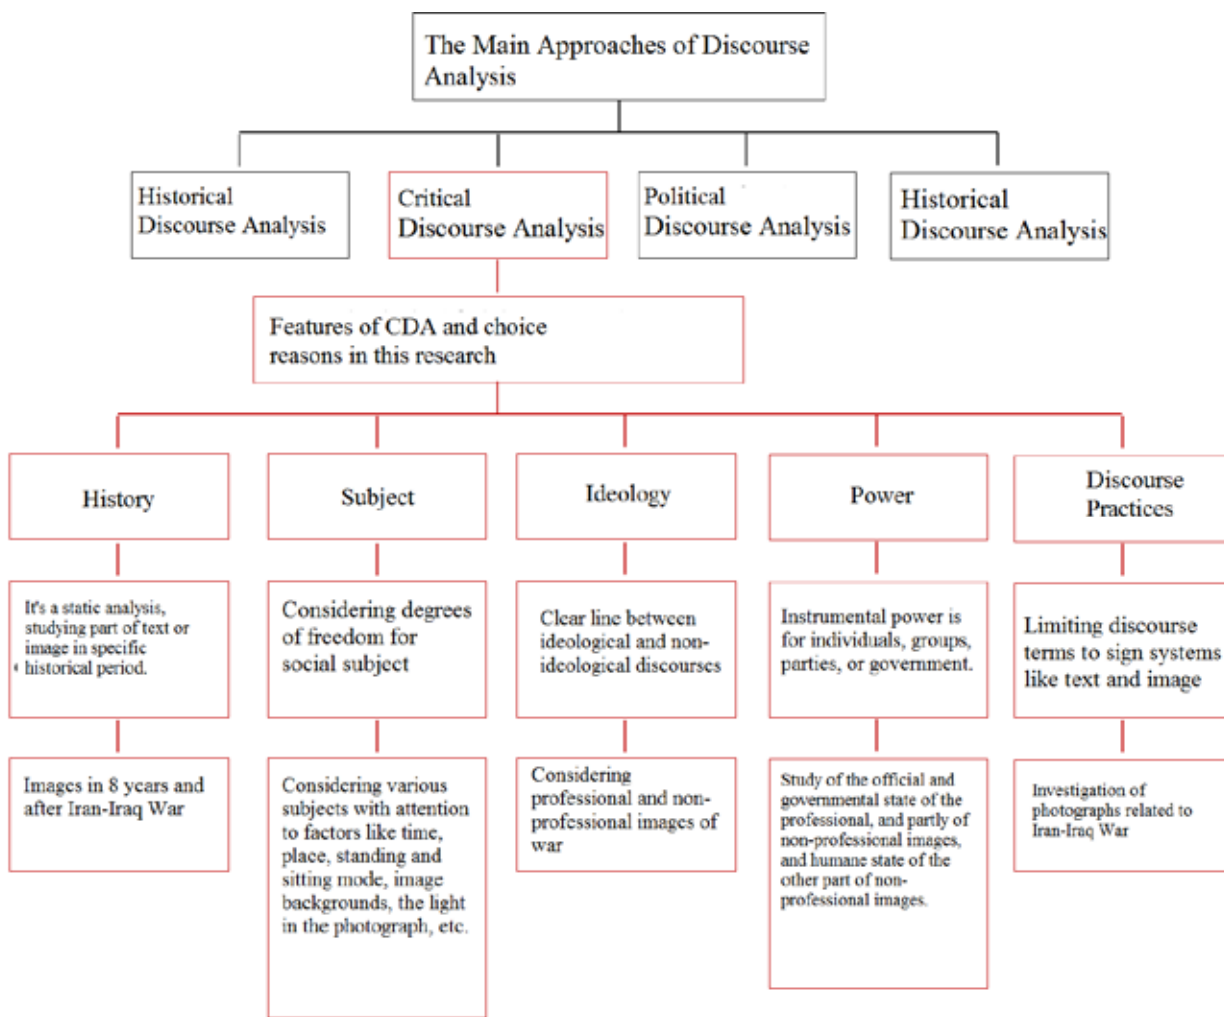 The Main Approaches of Discourse
Analysis
Historical
Discourse Analysis
Critical
Discourse Analysis
Political
Discourse Analysis
Historical
Discourse Analysis
Features of CDA and choice
reasons in this research
History
Subject
Ideology
Power
Discourse
Practices
It's a static analysis,
studying part of text or
image in specific
historical period.
Considering degrees
of freedom for
social subject
Clear line between
ideological and non-
ideological discourses
Instrumental power is
for individuals, groups,
parties, or government.
Limiting discourse
terms to sign systems
like text and image
Images in 8 years and
after Iran-Iraq War
Considering various
subjects with attention
to factors like time,
place, standing and
sitting mode, image
backgrounds, the light
in the photograph, etc.
Considering
professional and non-
professional images of
war
Study of the official and
governmental state of the
professional, and partly of
non-professional images,
and humane state of the
other part of non-
professional images.
Investigation of
photographs related to
Iran-Iraq War